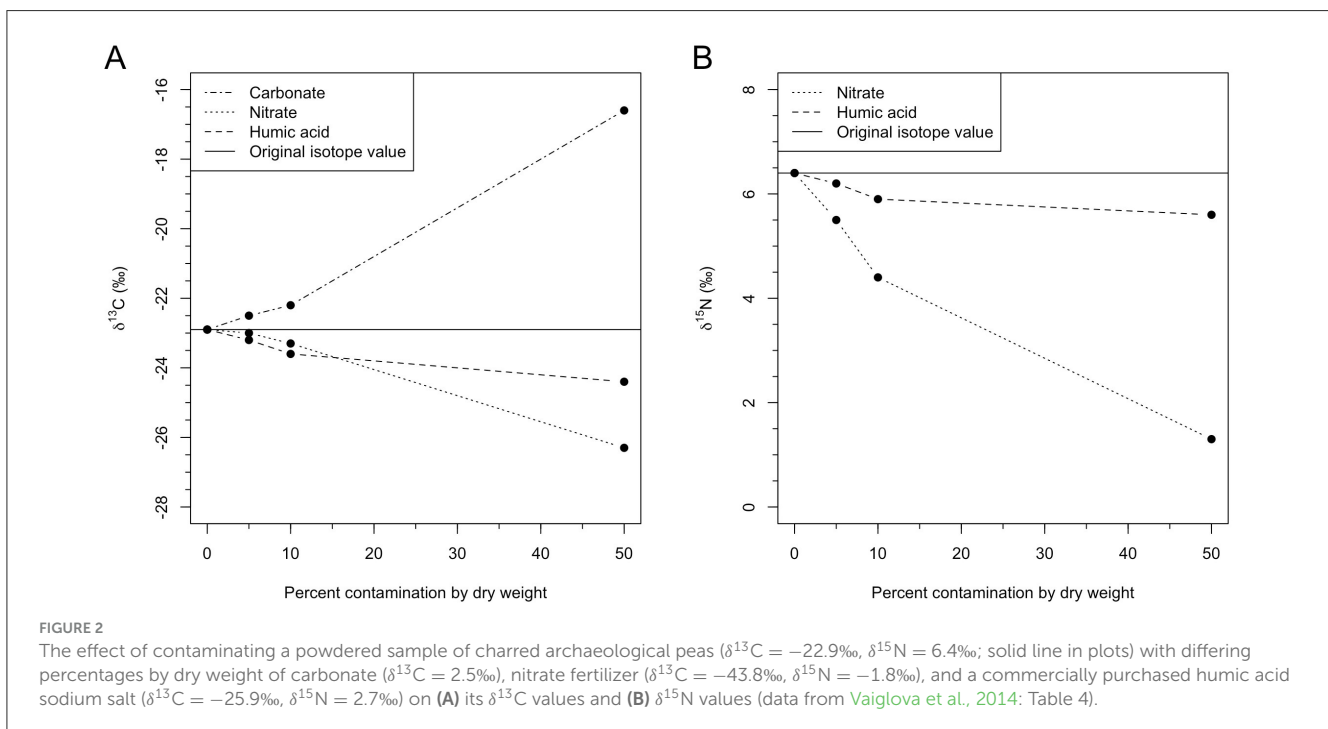 A
-16
-18
-20
-22
-24
-26
-28
δ¹³C (‰)
Carbonate
Nitrate
Humic acid
Original isotope value
0 10 20 30 40 50
Percent contamination by dry weight
B
8
6
4
2
0
δ¹⁵N (‰)
Nitrate
Humic acid
Original isotope value
0 10 20 30 40 50
Percent contamination by dry weight
FIGURE 2
The effect of contaminating a powdered sample of charred archaeological peas (δ¹³C = −22.9‰, δ¹⁵N = 6.4‰; solid line in plots) with differing
percentages by dry weight of carbonate (δ¹³C = 2.5‰), nitrate fertilizer (δ¹³C = −43.8‰, δ¹⁵N = −1.8‰), and a commercially purchased humic acid
sodium salt (δ¹³C = −25.9‰, δ¹⁵N = 2.7‰) on (A) its δ¹³C values and (B) δ¹⁵N values (data from Vaiglova et al., 2014: Table 4).